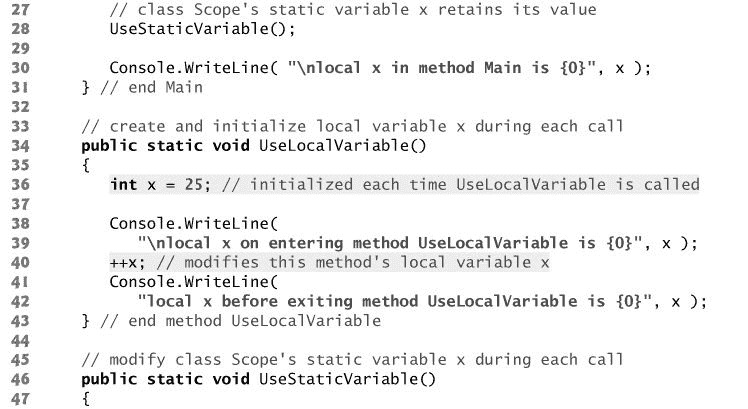 27 // class Scope's static variable x retains its value
28 UseStaticVariable();
29
30 Console.WriteLine( "\nlocal x in method Main is {0}", x );
31 } // end Main
32
33 // create and initialize local variable x during each call
34 public static void UseLocalVariable()
35 {
36 int x = 25; // initialized each time UseLocalVariable is called
37
38 Console.WriteLine(
39 "\nlocal x on entering method UseLocalVariable is {0}", x );
40 ++x; // modifies this method's local variable x
41 Console.WriteLine(
42 "local x before exiting method UseLocalVariable is {0}", x );
43 } // end method UseLocalVariable
44
45 // modify class Scope's static variable x during each call
46 public static void UseStaticVariable()
47 {